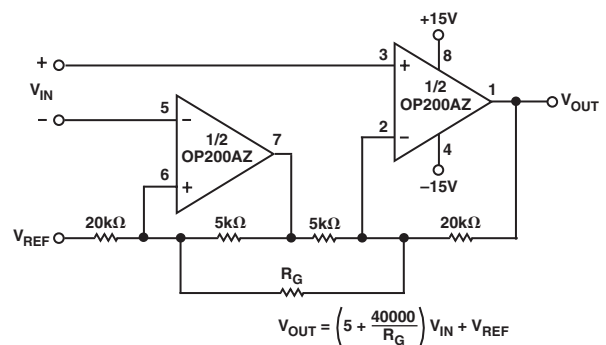 +15V
+
3
+
8
V_IN
1/2
OP200AZ
1
V_OUT
−
5
−
7
2
−
4
1/2
OP200AZ
−15V
6
+
V_REF
20kΩ
5kΩ
5kΩ
20kΩ
R_G
V_OUT = (5 + 40000/R_G) V_IN + V_REF